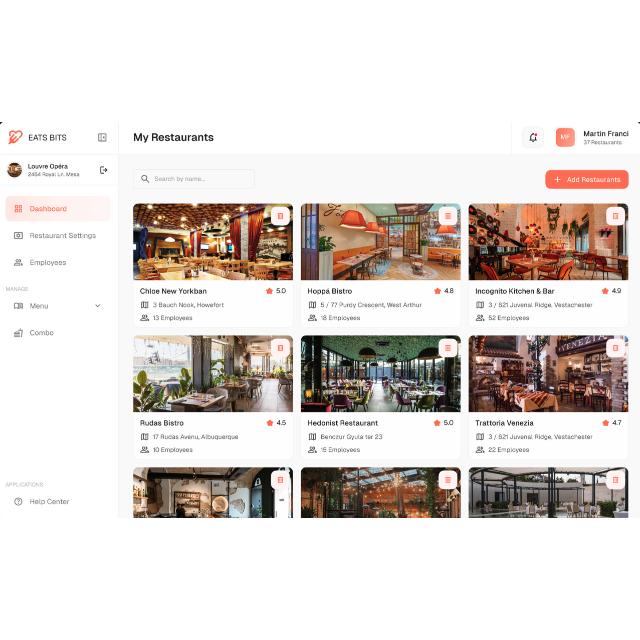 EATS BITS
My Restaurants
MF
Martin Franci
37 Restaurants
Louvre Opéra
2464 Royal Ln. Mesa
Search by name...
Add Restaurants
Dashboard
Restaurant Settings
Employees
MANAGE
Menu
Combo
APPLICATIONS
Help Center
Chloe New Yorkban
5.0
3 Bauch Nook, Howefort
13 Employees
Hoppá Bistro
4.8
5 / 77 Purdy Crescent, West Arthur
18 Employees
Incognito Kitchen & Bar
4.9
3 / 621 Juvenal Ridge, Vestachester
52 Employees
Rudas Bistro
4.5
17 Rudas Avenu, Albuquerque
10 Employees
Hedonist Restaurant
5.0
Benczur Gyula ter 23
15 Employees
VENEZIA
Trattoria Venezia
4.7
3 / 621 Juvenal Ridge, Vestachester
22 Employees